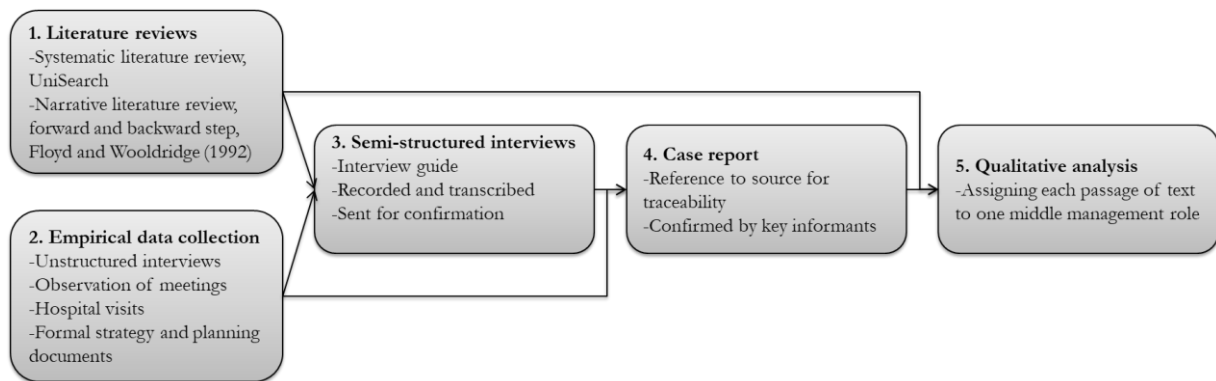 1. Literature reviews
-Systematic literature review,
UniSearch
-Narrative literature review,
forward and backward step,
Floyd and Wooldridge (1992)
2. Empirical data collection
-Unstructured interviews
-Observation of meetings
-Hospital visits
-Formal strategy and planning
documents
3. Semi-structured interviews
-Interview guide
-Recorded and transcribed
-Sent for confirmation
4. Case report
-Reference to source for
traceability
-Confirmed by key informants
5. Qualitative analysis
-Assigning each passage of text
to one middle management role